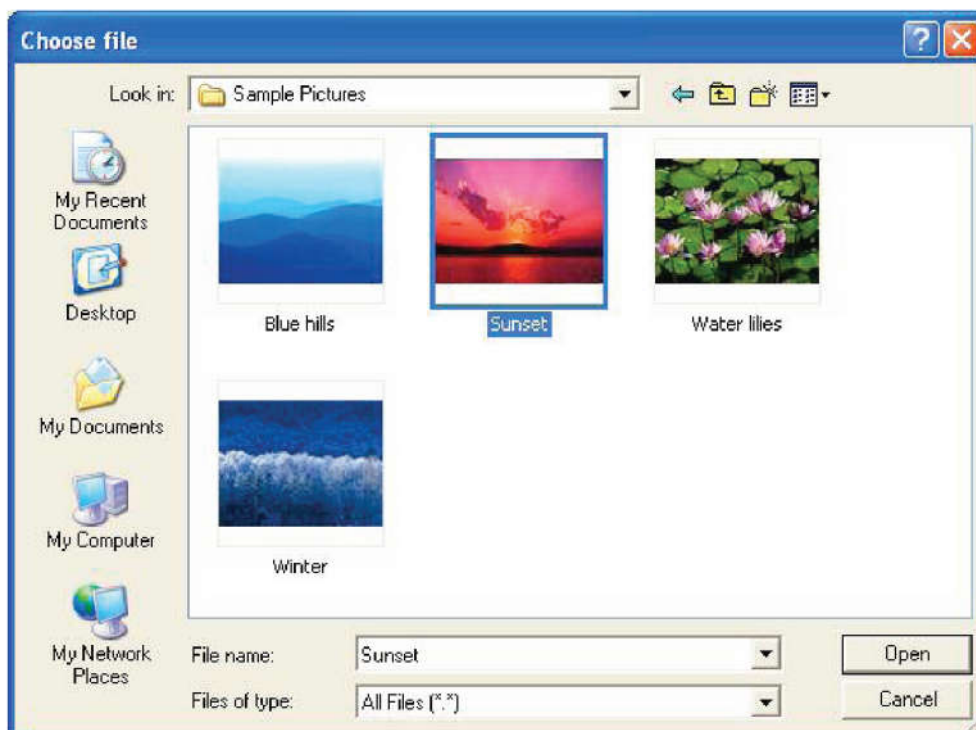 Choose file
?
Look in:
Sample Pictures
My Recent
Documents
Desktop
My Documents
My Computer
My Network
Places
Blue hills
Sunset
Water lilies
Winter
File name:
Sunset
Open
Files of type:
All Files (*.*)
Cancel